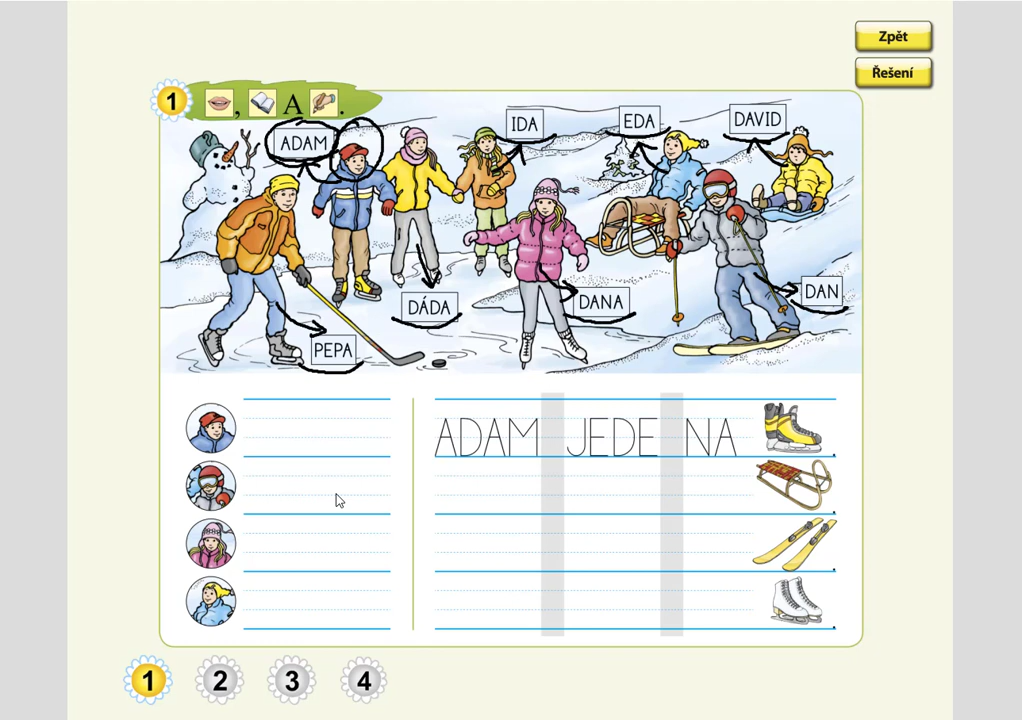 Zpět
Řešení
1 , A .
ADAM
IDA
EDA
DAVID
DÁDA
DANA
DAN
PEPA
ADAM JEDE NA .
.
.
.
1 2 3 4